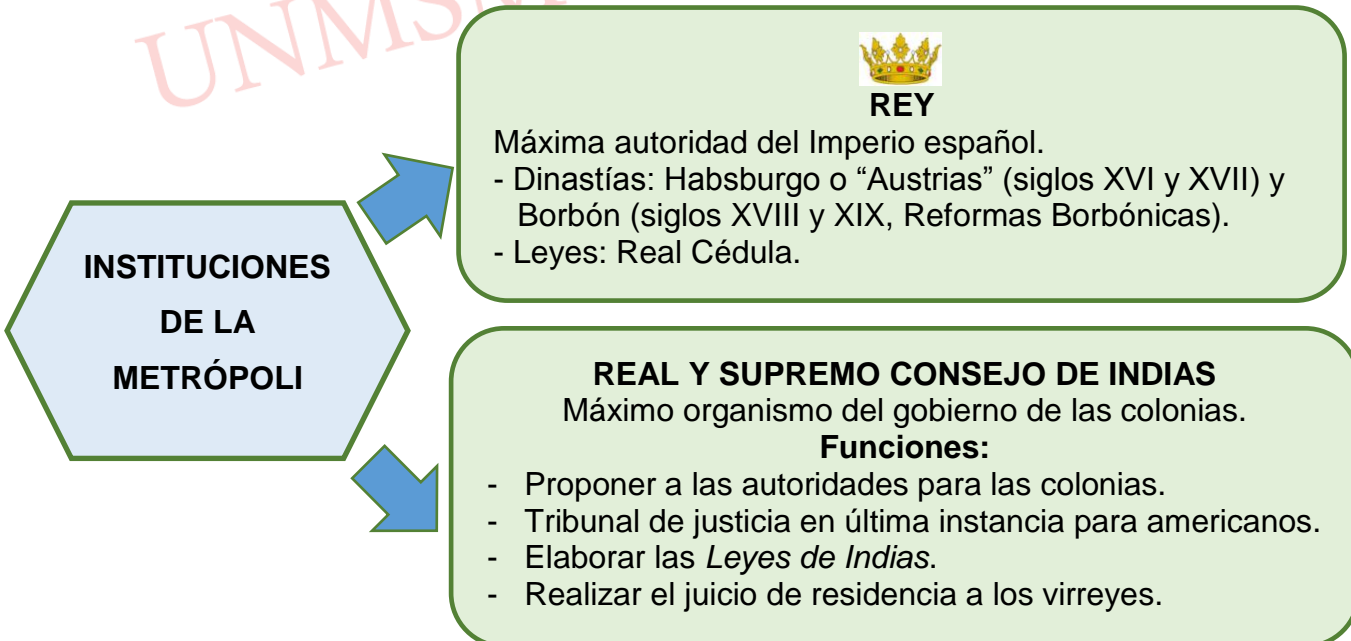 UNMSM
REY
Máxima autoridad del Imperio español.
- Dinastías: Habsburgo o “Austrias” (siglos XVI y XVII) y
Borbón (siglos XVIII y XIX, Reformas Borbónicas).
- Leyes: Real Cédula.
INSTITUCIONES
DE LA
METRÓPOLI
REAL Y SUPREMO CONSEJO DE INDIAS
Máximo organismo del gobierno de las colonias.
Funciones:
- Proponer a las autoridades para las colonias.
- Tribunal de justicia en última instancia para americanos.
- Elaborar las Leyes de Indias.
- Realizar el juicio de residencia a los virreyes.